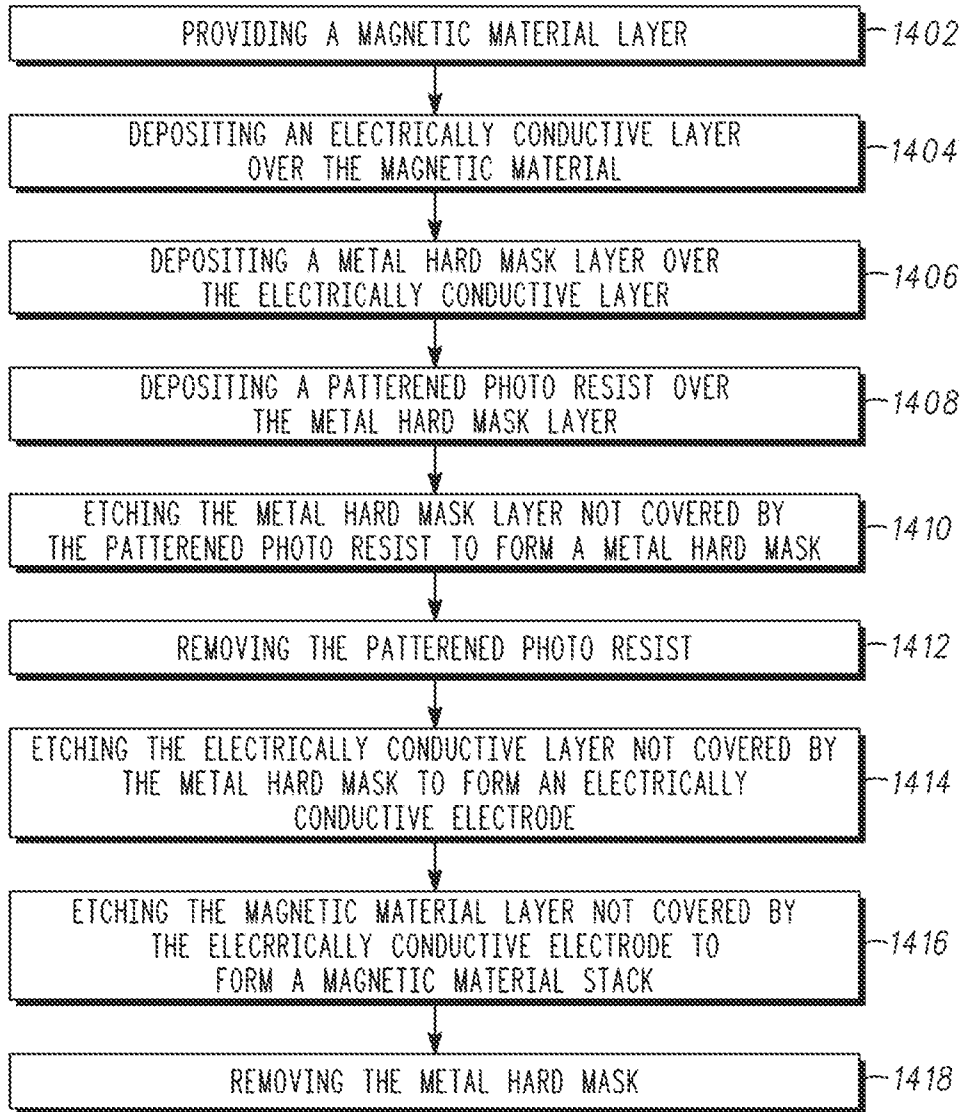 PROVIDING A MAGNETIC MATERIAL LAYER 1402
DEPOSITING AN ELECTRICALLY CONDUCTIVE LAYER
OVER THE MAGNETIC MATERIAL 1404
DEPOSITING A METAL HARD MASK LAYER OVER
THE ELECTRICALLY CONDUCTIVE LAYER 1406
DEPOSITING A PATTERENED PHOTO RESIST OVER
THE METAL HARD MASK LAYER 1408
ETCHING THE METAL HARD MASK LAYER NOT COVERED BY
THE PATTERENED PHOTO RESIST TO FORM A METAL HARD MASK 1410
REMOVING THE PATTERENED PHOTO RESIST 1412
ETCHING THE ELECTRICALLY CONDUCTIVE LAYER NOT COVERED BY
THE METAL HARD MASK TO FORM AN ELECTRICALLY 1414
CONDUCTIVE ELECTRODE
ETCHING THE MAGNETIC MATERIAL LAYER NOT COVERED BY
THE ELECRRICALLY CONDUCTIVE ELECTRODE TO 1416
FORM A MAGNETIC MATERIAL STACK
REMOVING THE METAL HARD MASK 1418